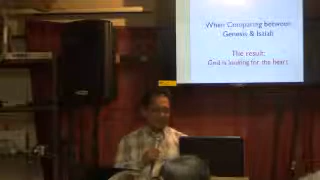 When Comparing between
Genesis & Isaiah
The result:
God is looking for the heart